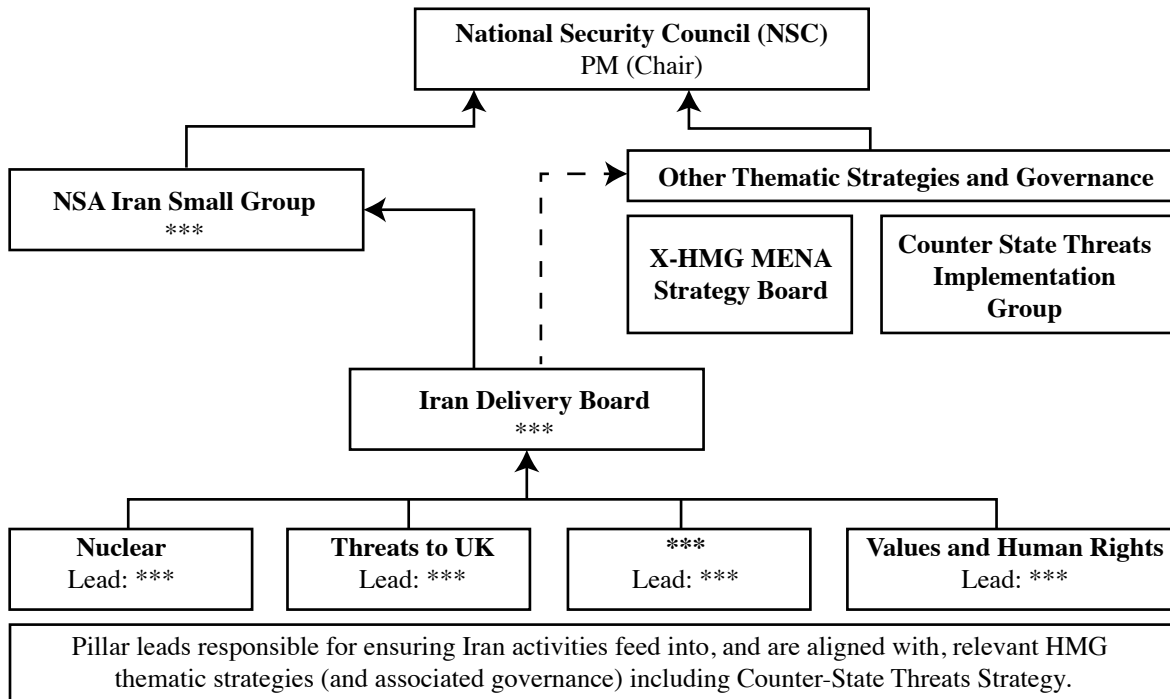 National Security Council (NSC)
PM (Chair)
NSA Iran Small Group
***
Other Thematic Strategies and Governance
X-HMG MENA
Strategy Board
Counter State Threats
Implementation
Group
Iran Delivery Board
***
Nuclear
Lead: ***
Threats to UK
Lead: ***
***
Lead: ***
Values and Human Rights
Lead: ***
Pillar leads responsible for ensuring Iran activities feed into, and are aligned with, relevant HMG
thematic strategies (and associated governance) including Counter-State Threats Strategy.